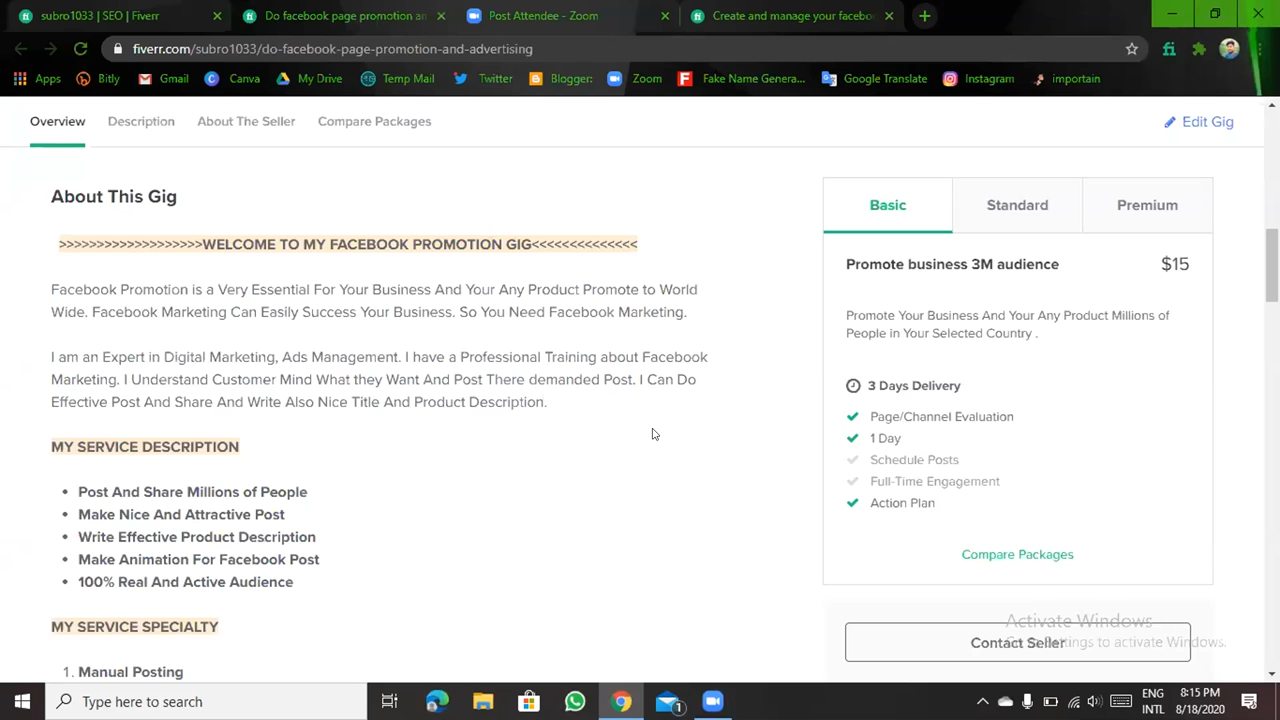 subro1033 | SEO | Fiverr
Do facebook page promotion an
Post Attendee - Zoom
Create and manage your facebo
fiverr.com/subro1033/do-facebook-page-promotion-and-advertising
Apps
Bitly
Gmail
Canva
My Drive
Temp Mail
Twitter
Blogger:
Zoom
Fake Name Genera...
Google Translate
Instagram
importain
Overview
Description
About The Seller
Compare Packages
Edit Gig
About This Gig
>>>>>>>>>>>>>>>>>>>WELCOME TO MY FACEBOOK PROMOTION GIG<<<<<<<<<<<<<<
Facebook Promotion is a Very Essential For Your Business And Your Any Product Promote to World
Wide. Facebook Marketing Can Easily Success Your Business. So You Need Facebook Marketing.
I am an Expert in Digital Marketing, Ads Management. I have a Professional Training about Facebook
Marketing. I Understand Customer Mind What they Want And Post There demanded Post. I Can Do
Effective Post And Share And Write Also Nice Title And Product Description.
MY SERVICE DESCRIPTION
• Post And Share Millions of People
• Make Nice And Attractive Post
• Write Effective Product Description
• Make Animation For Facebook Post
• 100% Real And Active Audience
MY SERVICE SPECIALTY
1. Manual Posting
Basic
Standard
Premium
Promote business 3M audience
$15
Promote Your Business And Your Any Product Millions of
People in Your Selected Country .
3 Days Delivery
Page/Channel Evaluation
1 Day
Schedule Posts
Full-Time Engagement
Action Plan
Compare Packages
Contact Seller
Activate Windows
Go to Settings to activate Windows.
Type here to search
1
ENG
INTL
8:15 PM
8/18/2020